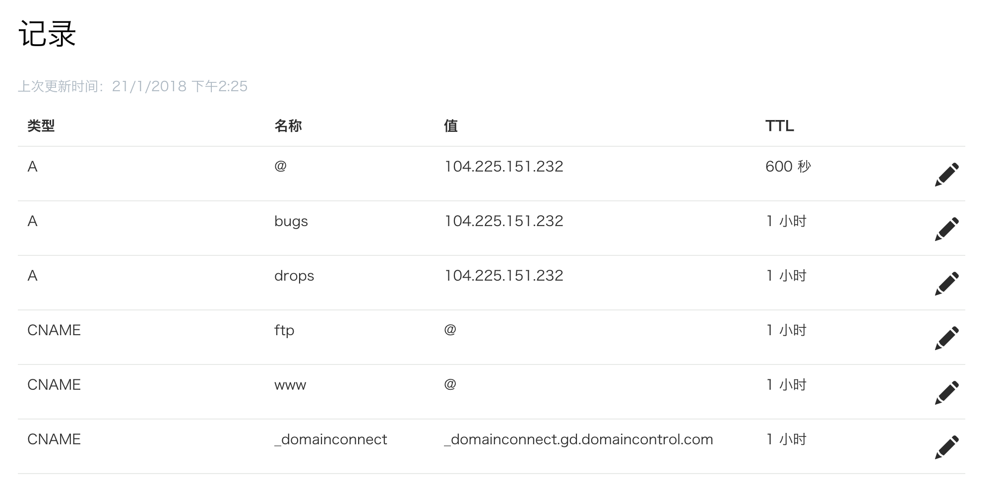 记录
上次更新时间：21/1/2018 下午2:25
类型 名称 值 TTL
A @ 104.225.151.232 600 秒
A bugs 104.225.151.232 1 小时
A drops 104.225.151.232 1 小时
CNAME ftp @ 1 小时
CNAME www @ 1 小时
CNAME _domainconnect _domainconnect.gd.domaincontrol.com 1 小时